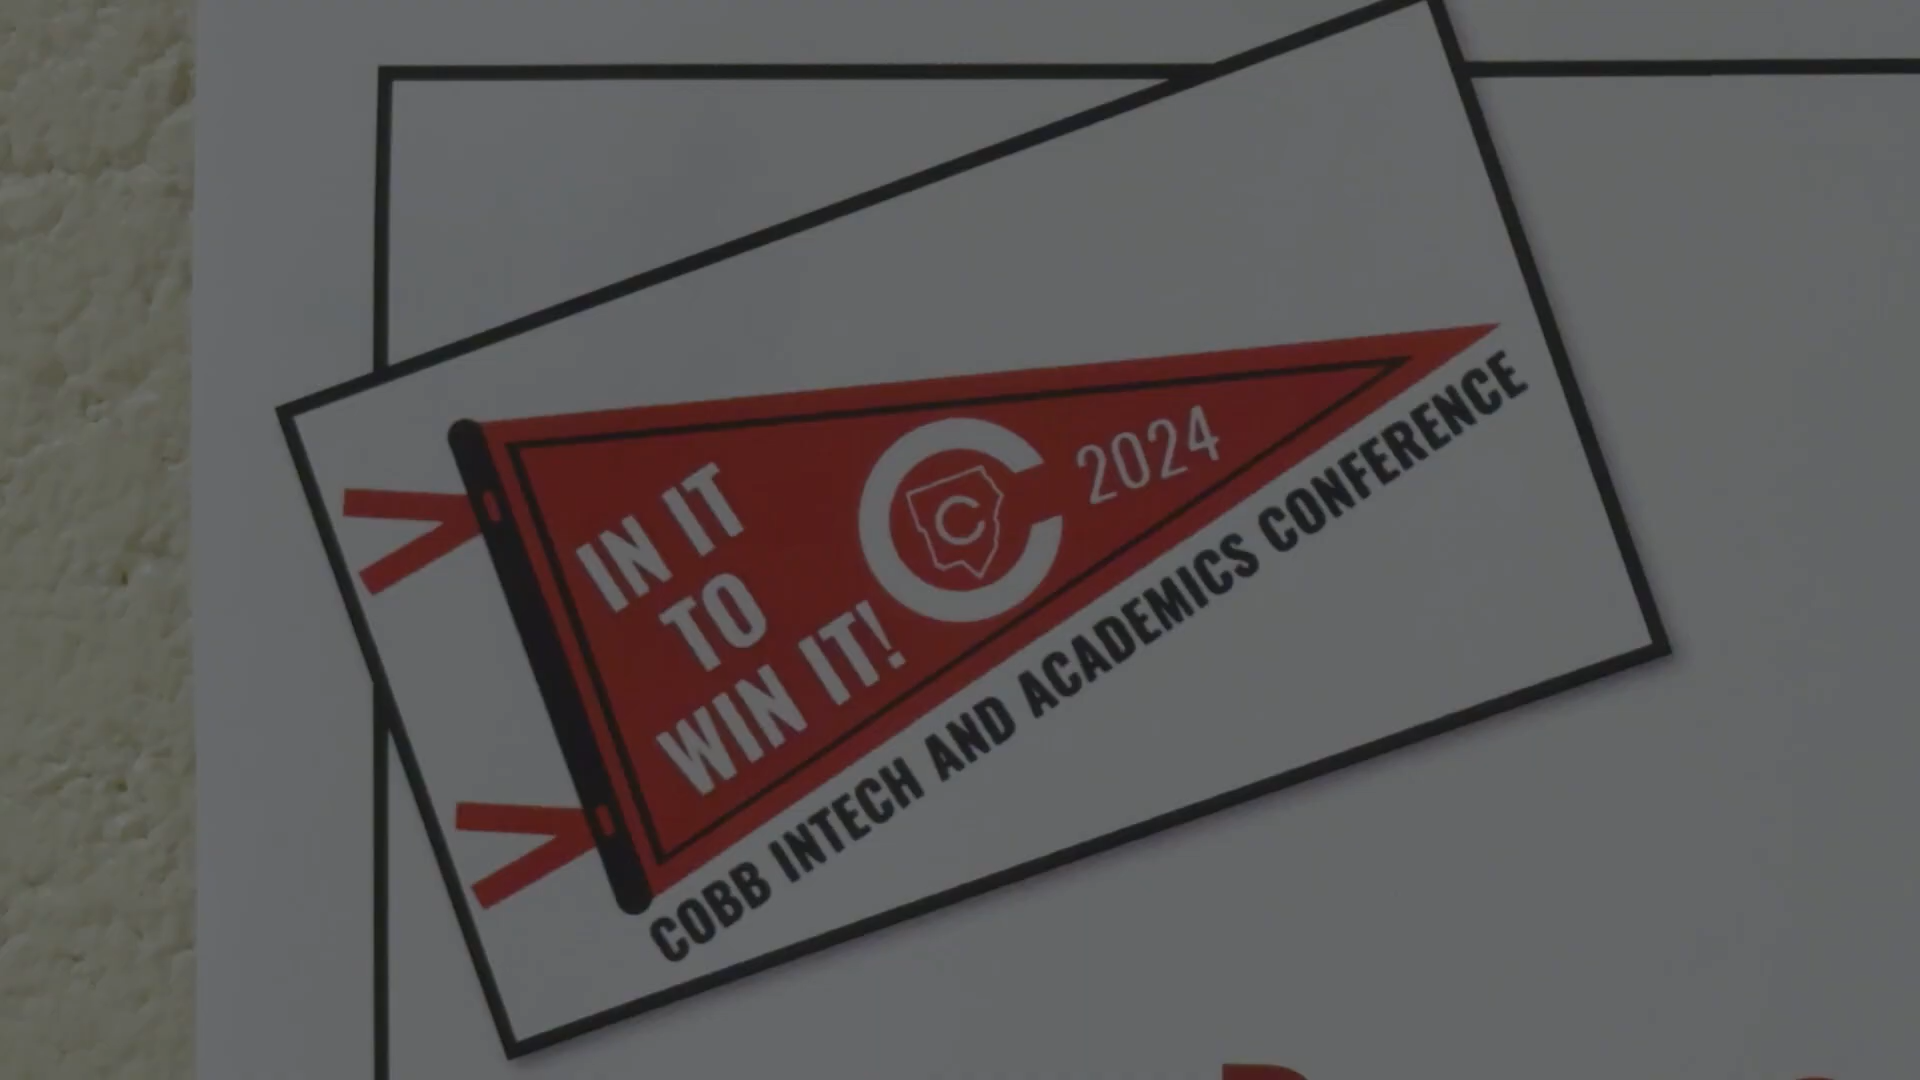 IN IT
TO
WIN IT!
C
2024
COBB INTECH AND ACADEMICS CONFERENCE